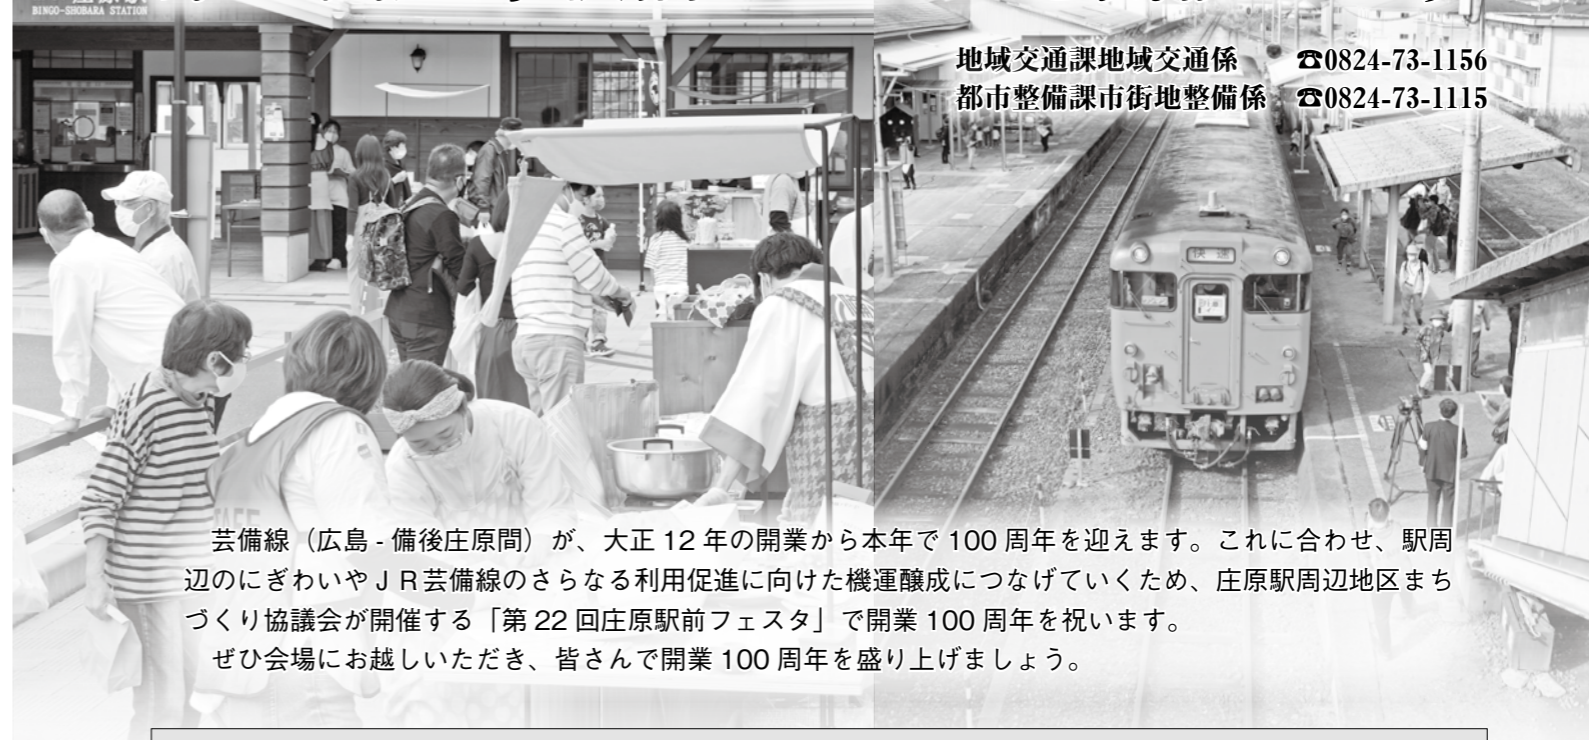 BINGO-SHOBARA STATION
地域交通課地域交通係 ☎0824-73-1156
都市整備課市街地整備係 ☎0824-73-1115
快速
芸備線（広島 - 備後庄原間）が、大正 12 年の開業から本年で 100 周年を迎えます。これに合わせ、駅周
辺のにぎわいやＪＲ芸備線のさらなる利用促進に向けた機運醸成につなげていくため、庄原駅周辺地区まち
づくり協議会が開催する「第 22 回庄原駅前フェスタ」で開業 100 周年を祝います。
ぜひ会場にお越しいただき、皆さんで開業 100 周年を盛り上げましょう。